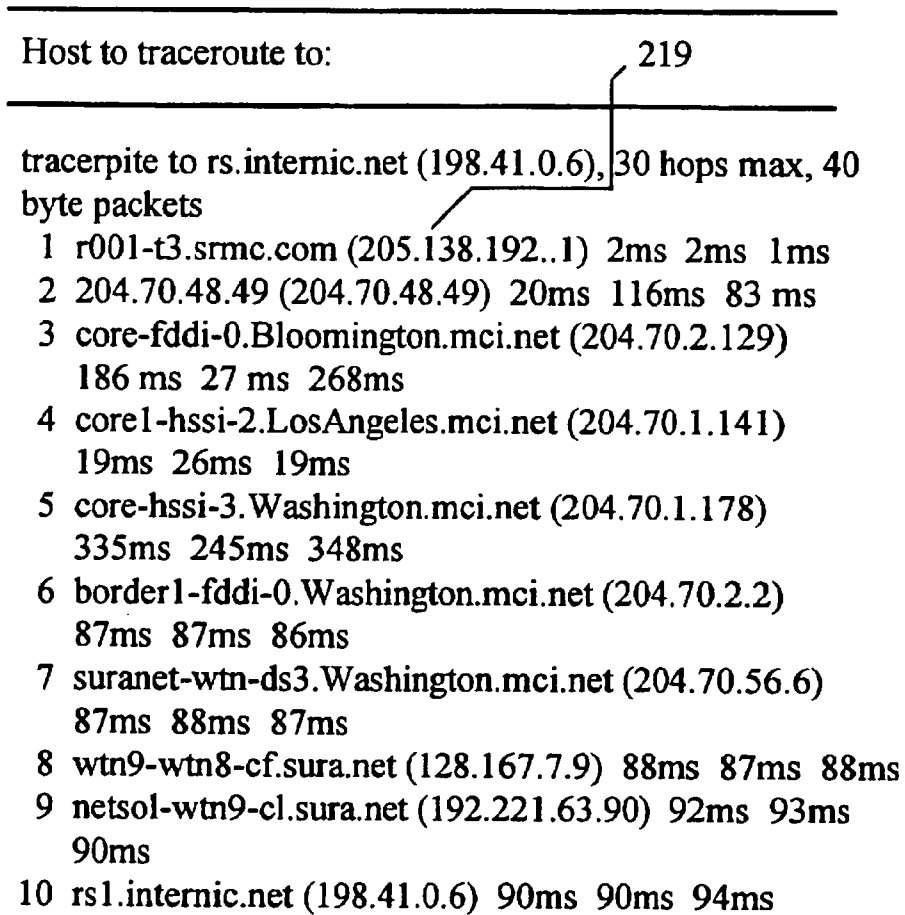 Host to traceroute to:
219
tracerpite to rs.internic.net (198.41.0.6), 30 hops max, 40
byte packets
1 r001-t3.srmc.com (205.138.192..1) 2ms 2ms 1ms
2 204.70.48.49 (204.70.48.49) 20ms 116ms 83 ms
3 core-fddi-0.Bloomington.mci.net (204.70.2.129)
186 ms 27 ms 268ms
4 core1-hssi-2.LosAngeles.mci.net (204.70.1.141)
19ms 26ms 19ms
5 core-hssi-3.Washington.mci.net (204.70.1.178)
335ms 245ms 348ms
6 border1-fddi-0.Washington.mci.net (204.70.2.2)
87ms 87ms 86ms
7 suranet-wtn-ds3.Washington.mci.net (204.70.56.6)
87ms 88ms 87ms
8 wtn9-wtn8-cf.sura.net (128.167.7.9) 88ms 87ms 88ms
9 netsol-wtn9-cl.sura.net (192.221.63.90) 92ms 93ms
90ms
10 rs1.internic.net (198.41.0.6) 90ms 90ms 94ms